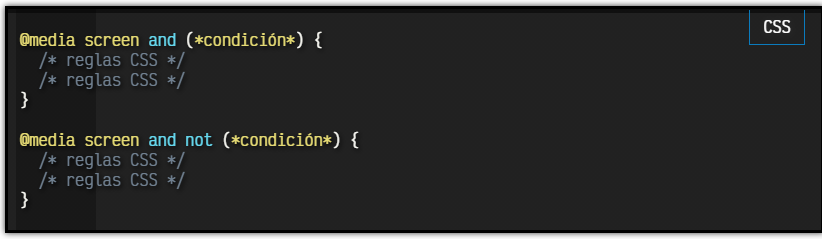 CSS
@media screen and (*condición*) {
  /* reglas CSS */
  /* reglas CSS */
}

@media screen and not (*condición*) {
  /* reglas CSS */
  /* reglas CSS */
}